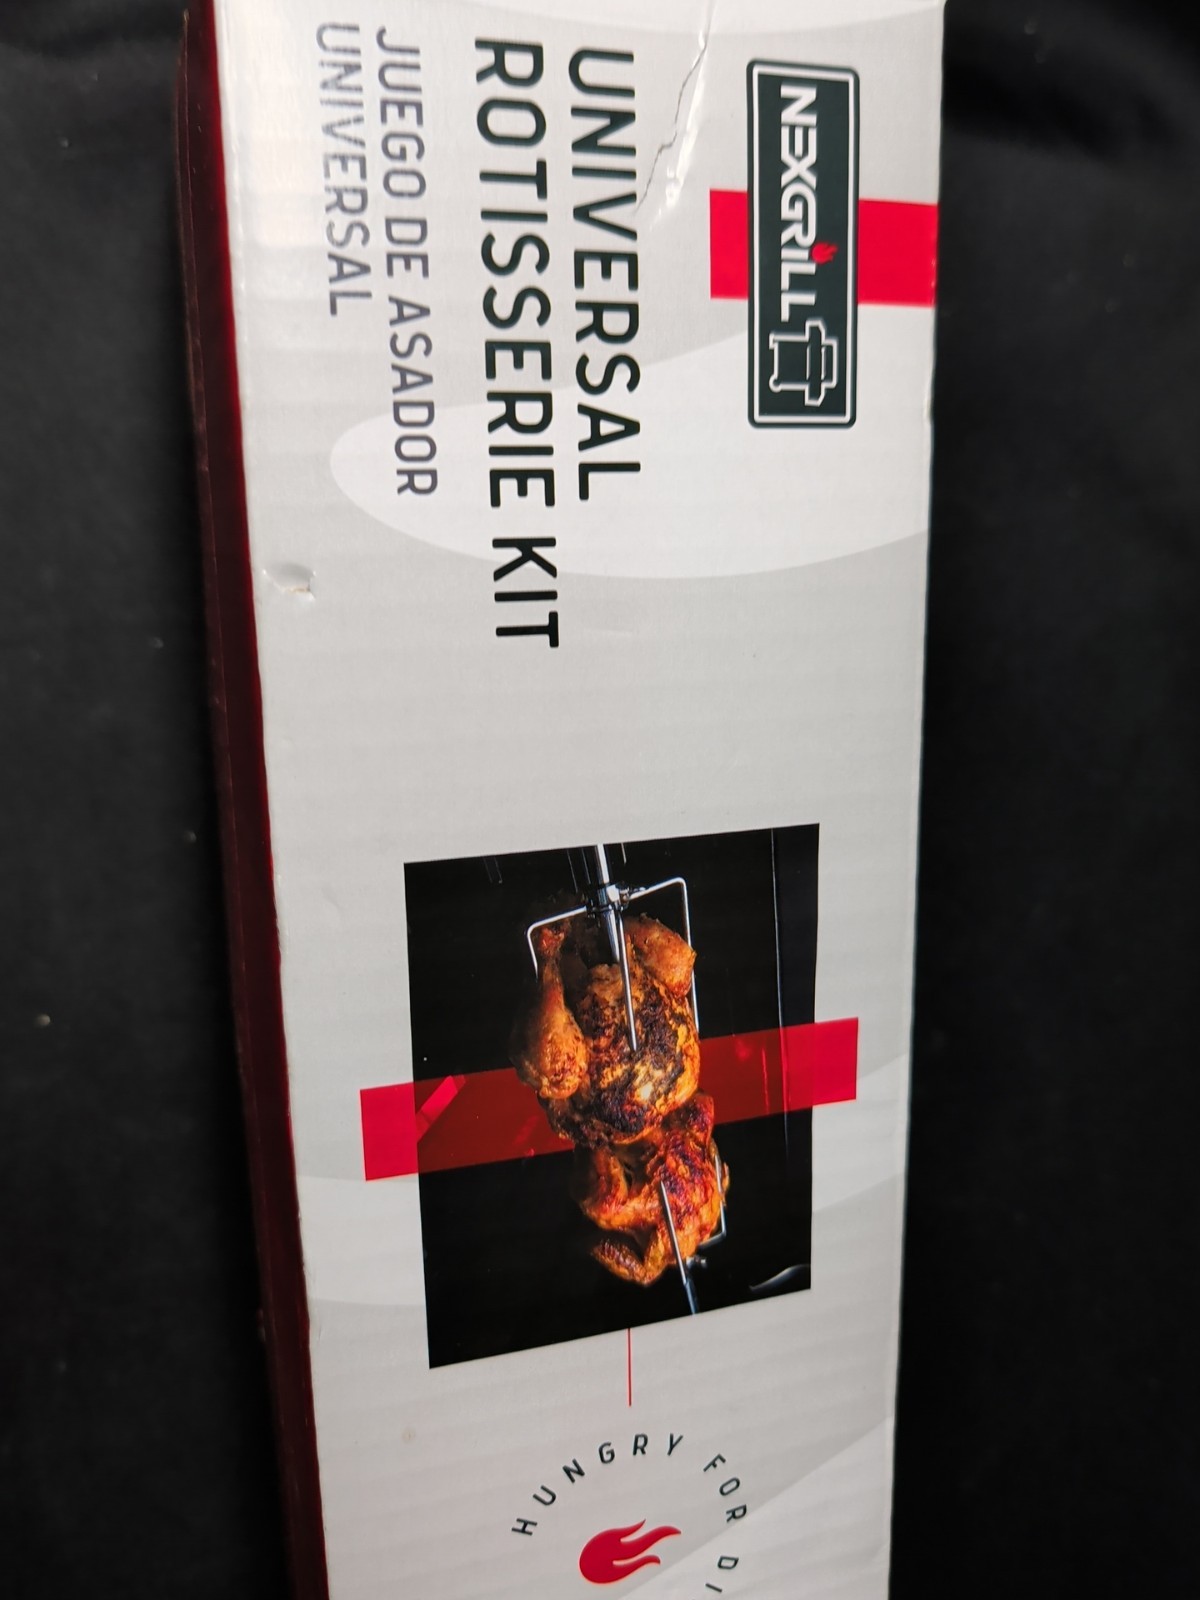 NEXGRILL
UNIVERSAL
ROTISSERIE KIT
JUEGO DE ASADOR
UNIVERSAL
HUNGRY FOR